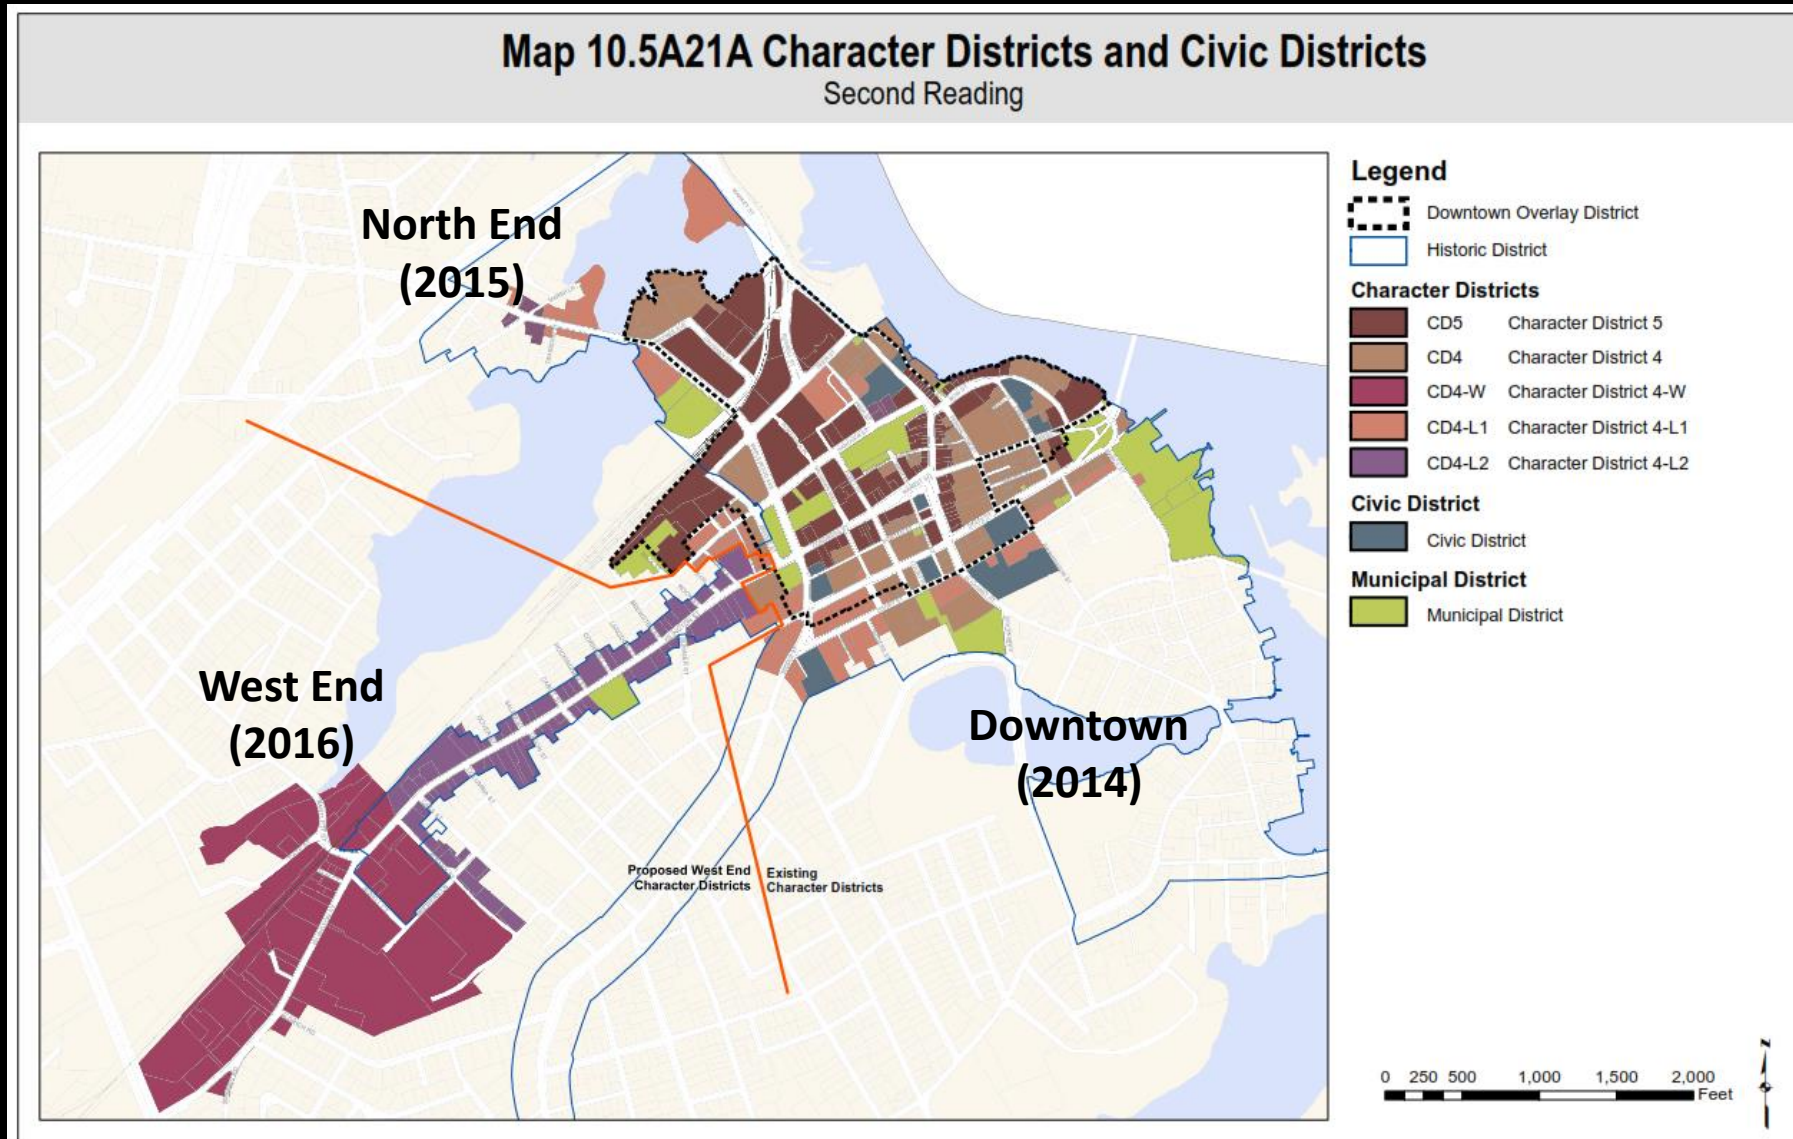 Map 10.5A21A Character Districts and Civic Districts
Second Reading
North End
(2015)
West End
(2016)
Downtown
(2014)
Proposed West End
Character Districts
Existing
Character Districts
Legend
Downtown Overlay District
Historic District
Character Districts
CD5 Character District 5
CD4 Character District 4
CD4-W Character District 4-W
CD4-L1 Character District 4-L1
CD4-L2 Character District 4-L2
Civic District
Civic District
Municipal District
Municipal District
0 250 500 1,000 1,500 2,000
Feet
N